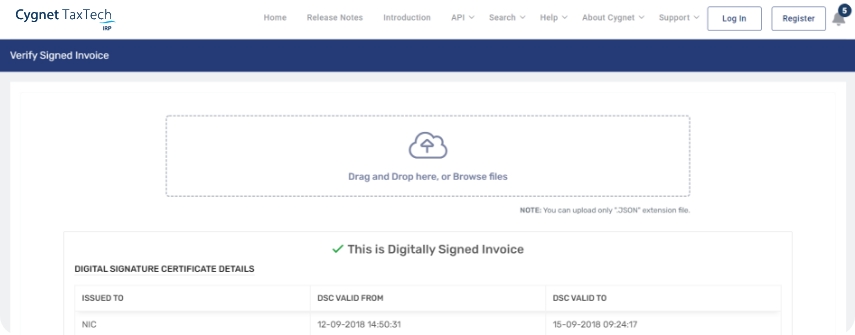 Cygnet TaxTech
IRP
Home Release Notes Introduction API Search Help About Cygnet Support Log In Register 5
Verify Signed Invoice
Drag and Drop here, or Browse files
NOTE: You can upload only ".JSON" extension file.
This is Digitally Signed Invoice
DIGITAL SIGNATURE CERTIFICATE DETAILS
ISSUED TO DSC VALID FROM DSC VALID TO
NIC 12-09-2018 14:50:31 15-09-2018 09:24:17